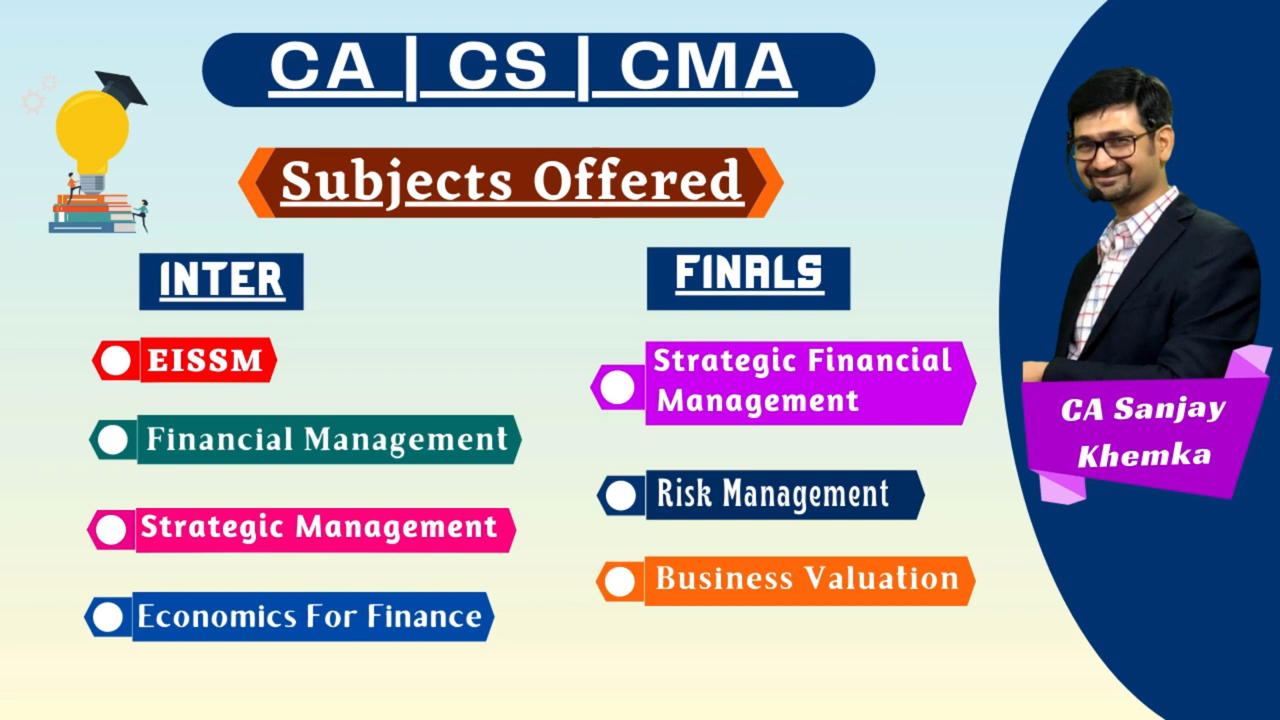 CA | CS | CMA
Subjects Offered
INTER
EISSM
Financial Management
Strategic Management
Economics For Finance
FINALS
Strategic Financial
Management
Risk Management
Business Valuation
CA Sanjay
Khemka